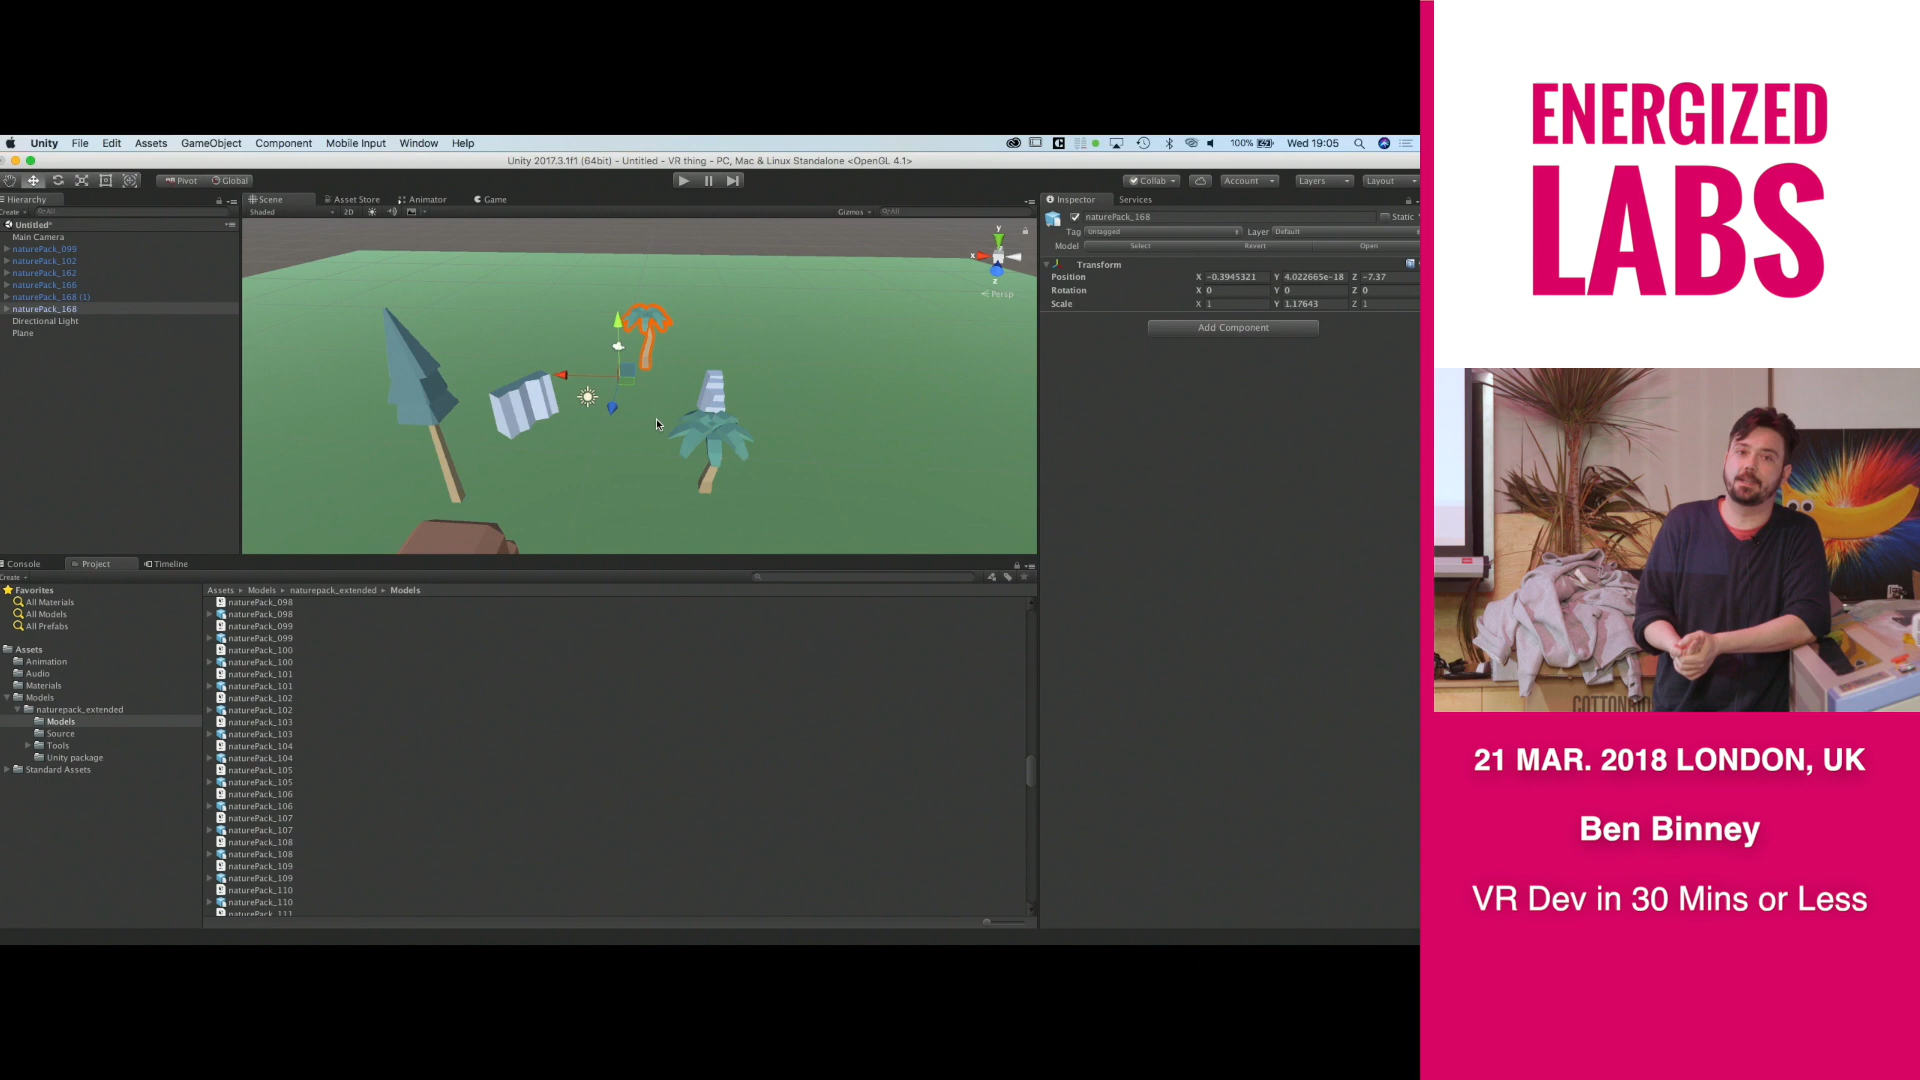 Unity File Edit Assets GameObject Component Mobile Input Window Help 100% Wed 19:05
Unity 2017.3.1f1 (64bit) - Untitled - VR thing - PC, Mac & Linux Standalone <OpenGL 4.1>
Pivot Global Collab Account Layers Layout
Hierarchy
Create All
Untitled*
Main Camera
naturePack_099
naturePack_102
naturePack_162
naturePack_166
naturePack_168 (1)
naturePack_168
Directional Light
Plane
Scene Asset Store Animator Game
Shaded 2D Gizmos All
y
x
z
Persp
Inspector Services
naturePack_168 Static
Tag Untagged Layer Default
Model Select Revert Open
Transform
Position X -0.3945321 Y 4.022665e-18 Z -7.37
Rotation X 0 Y 0 Z 0
Scale X 1 Y 1.17643 Z 1
Add Component
Console Project Timeline
Create
Favorites
All Materials
All Models
All Prefabs
Assets
Animation
Audio
Materials
Models
naturepack_extended
Models
Source
Tools
Unity package
Standard Assets
Assets Models naturepack_extended Models
naturePack_098
naturePack_098
naturePack_099
naturePack_099
naturePack_100
naturePack_100
naturePack_101
naturePack_101
naturePack_102
naturePack_102
naturePack_103
naturePack_103
naturePack_104
naturePack_104
naturePack_105
naturePack_105
naturePack_106
naturePack_106
naturePack_107
naturePack_107
naturePack_108
naturePack_108
naturePack_109
naturePack_109
naturePack_110
naturePack_110
naturePack_111
ENERGIZED
LABS
21 MAR. 2018 LONDON, UK
Ben Binney
VR Dev in 30 Mins or Less